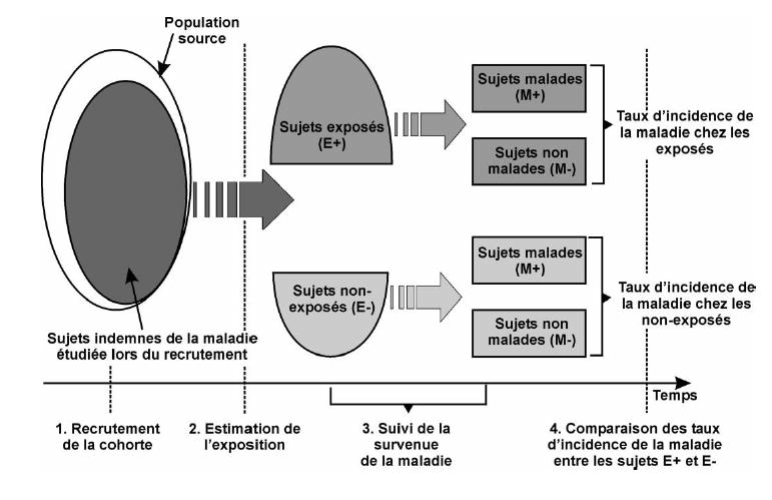 Population
source
Sujets exposés
(E+)
Sujets malades
(M+)
Sujets non
malades (M-)
Taux d'incidence de
la maladie chez les
exposés
Sujets non-
exposés (E-)
Sujets malades
(M+)
Sujets non
malades (M-)
Taux d'incidence de
la maladie chez les
non-exposés
Sujets indemnes de la maladie
étudiée lors du recrutement
Temps
1. Recrutement
de la cohorte
2. Estimation de
l'exposition
3. Suivi de la
survenue
de la maladie
4. Comparaison des taux
d'incidence de la maladie
entre les sujets E+ et E-